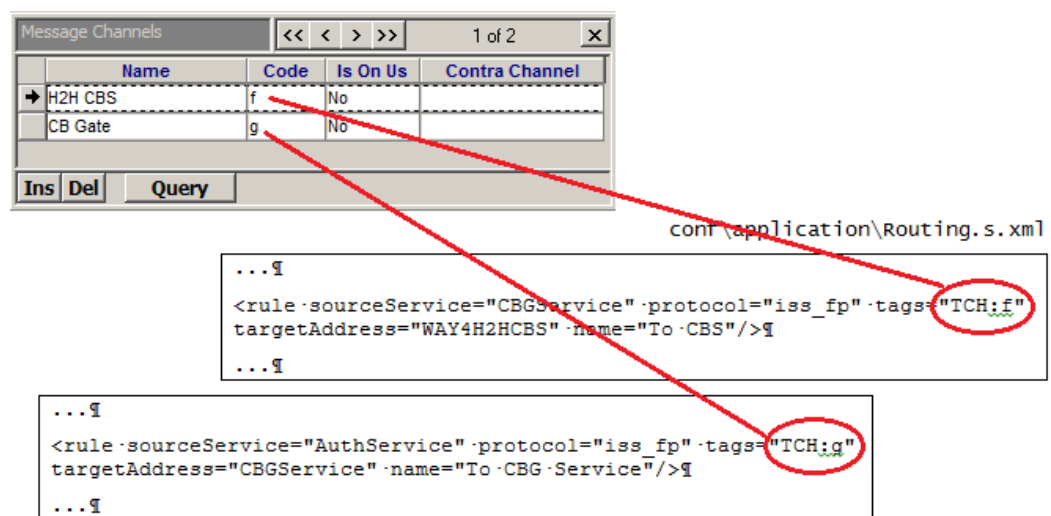 Message Channels << < > >> 1 of 2 x
Name Code Is On Us Contra Channel
H2H CBS f No
CB Gate g No
Ins Del Query
conf\application\Routing.s.xml
...¶
<rule·sourceService="CBGService"·protocol="iss_fp"·tags="TCH:f"
targetAddress="WAY4H2HCBS"·name="To·CBS"/>¶
...¶
...¶
<rule·sourceService="AuthService"·protocol="iss_fp"·tags="TCH:g"
targetAddress="CBGService"·name="To·CBG·Service"/>¶
...¶